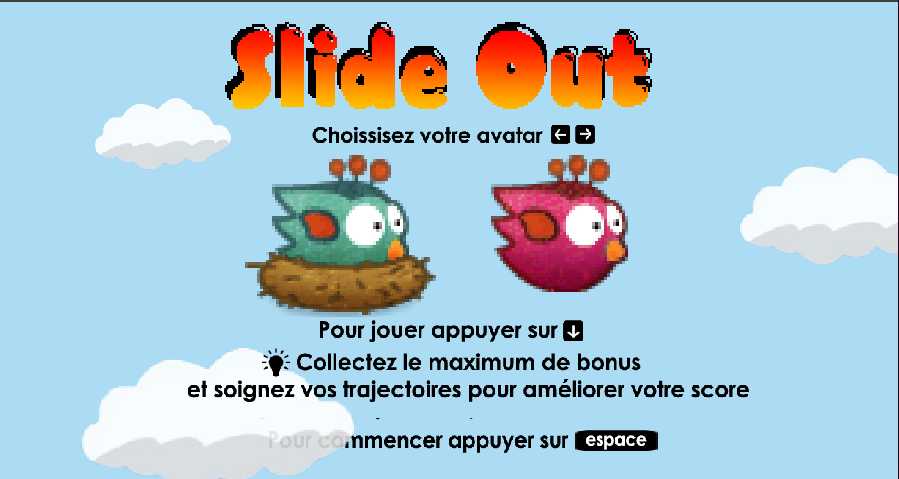 Slide Out
Choissisez votre avatar
Pour jouer appuyer sur
Collectez le maximum de bonus
et soignez vos trajectoires pour améliorer votre score
Pour commencer appuyer sur espace